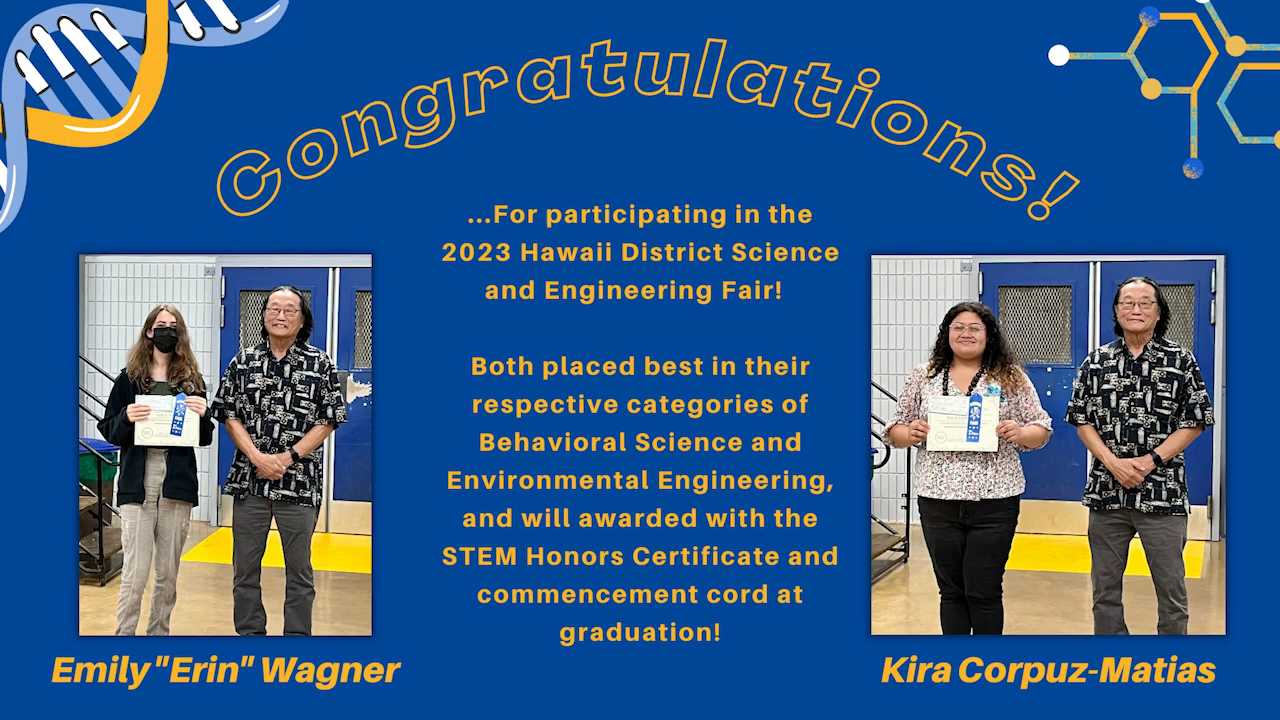 Congratulations!
...For participating in the
2023 Hawaii District Science
and Engineering Fair!
Both placed best in their
respective categories of
Behavioral Science and
Environmental Engineering,
and will awarded with the
STEM Honors Certificate and
commencement cord at
graduation!
Emily "Erin" Wagner
Kira Corpuz-Matias